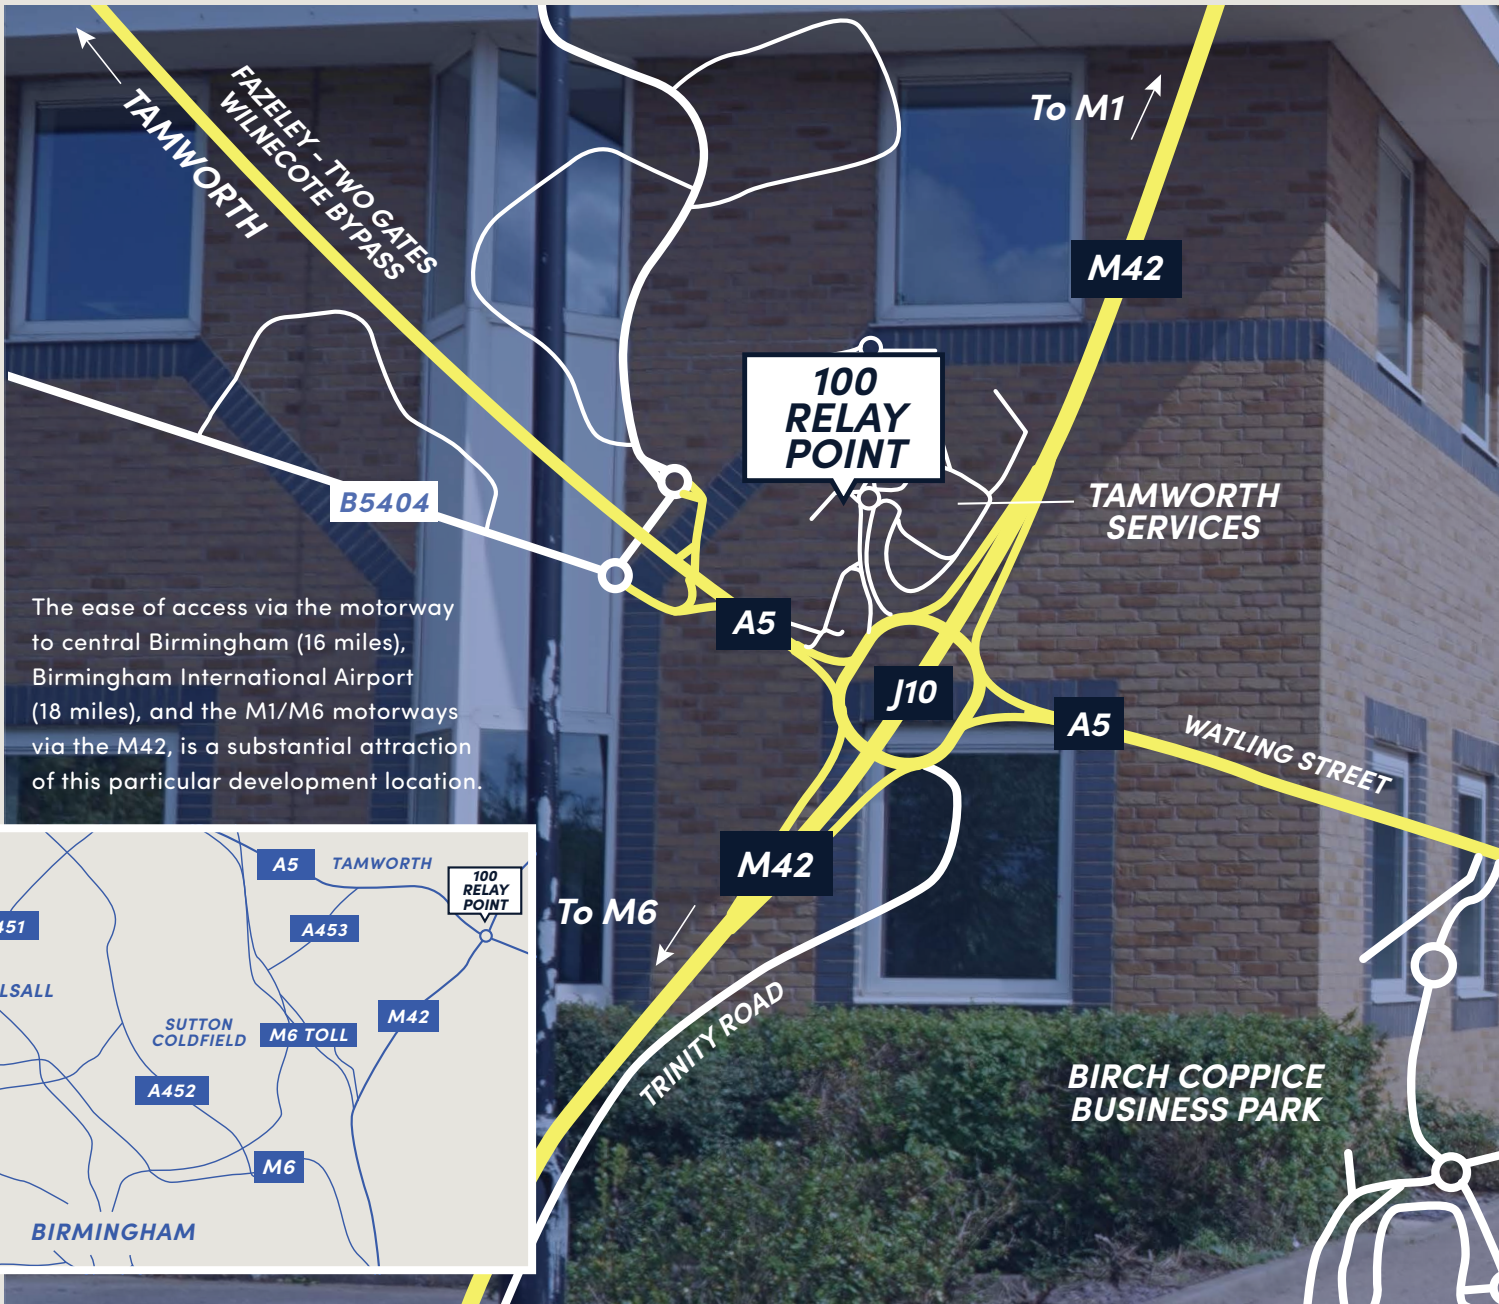 TAMWORTH
FAZELEY - TWO GATES
WILNECOTE BYPASS
To M1
M42
100
RELAY
POINT
B5404
TAMWORTH
SERVICES
A5
J10
A5
WATLING STREET
The ease of access via the motorway
to central Birmingham (16 miles),
Birmingham International Airport
(18 miles), and the M1/M6 motorways
via the M42, is a substantial attraction
of this particular development location.
M42
To M6
TRINITY ROAD
BIRCH COPPICE
BUSINESS PARK
A5
TAMWORTH
100
RELAY
POINT
451
A453
LSALL
M42
SUTTON
COLDFIELD
M6 TOLL
A452
M6
BIRMINGHAM